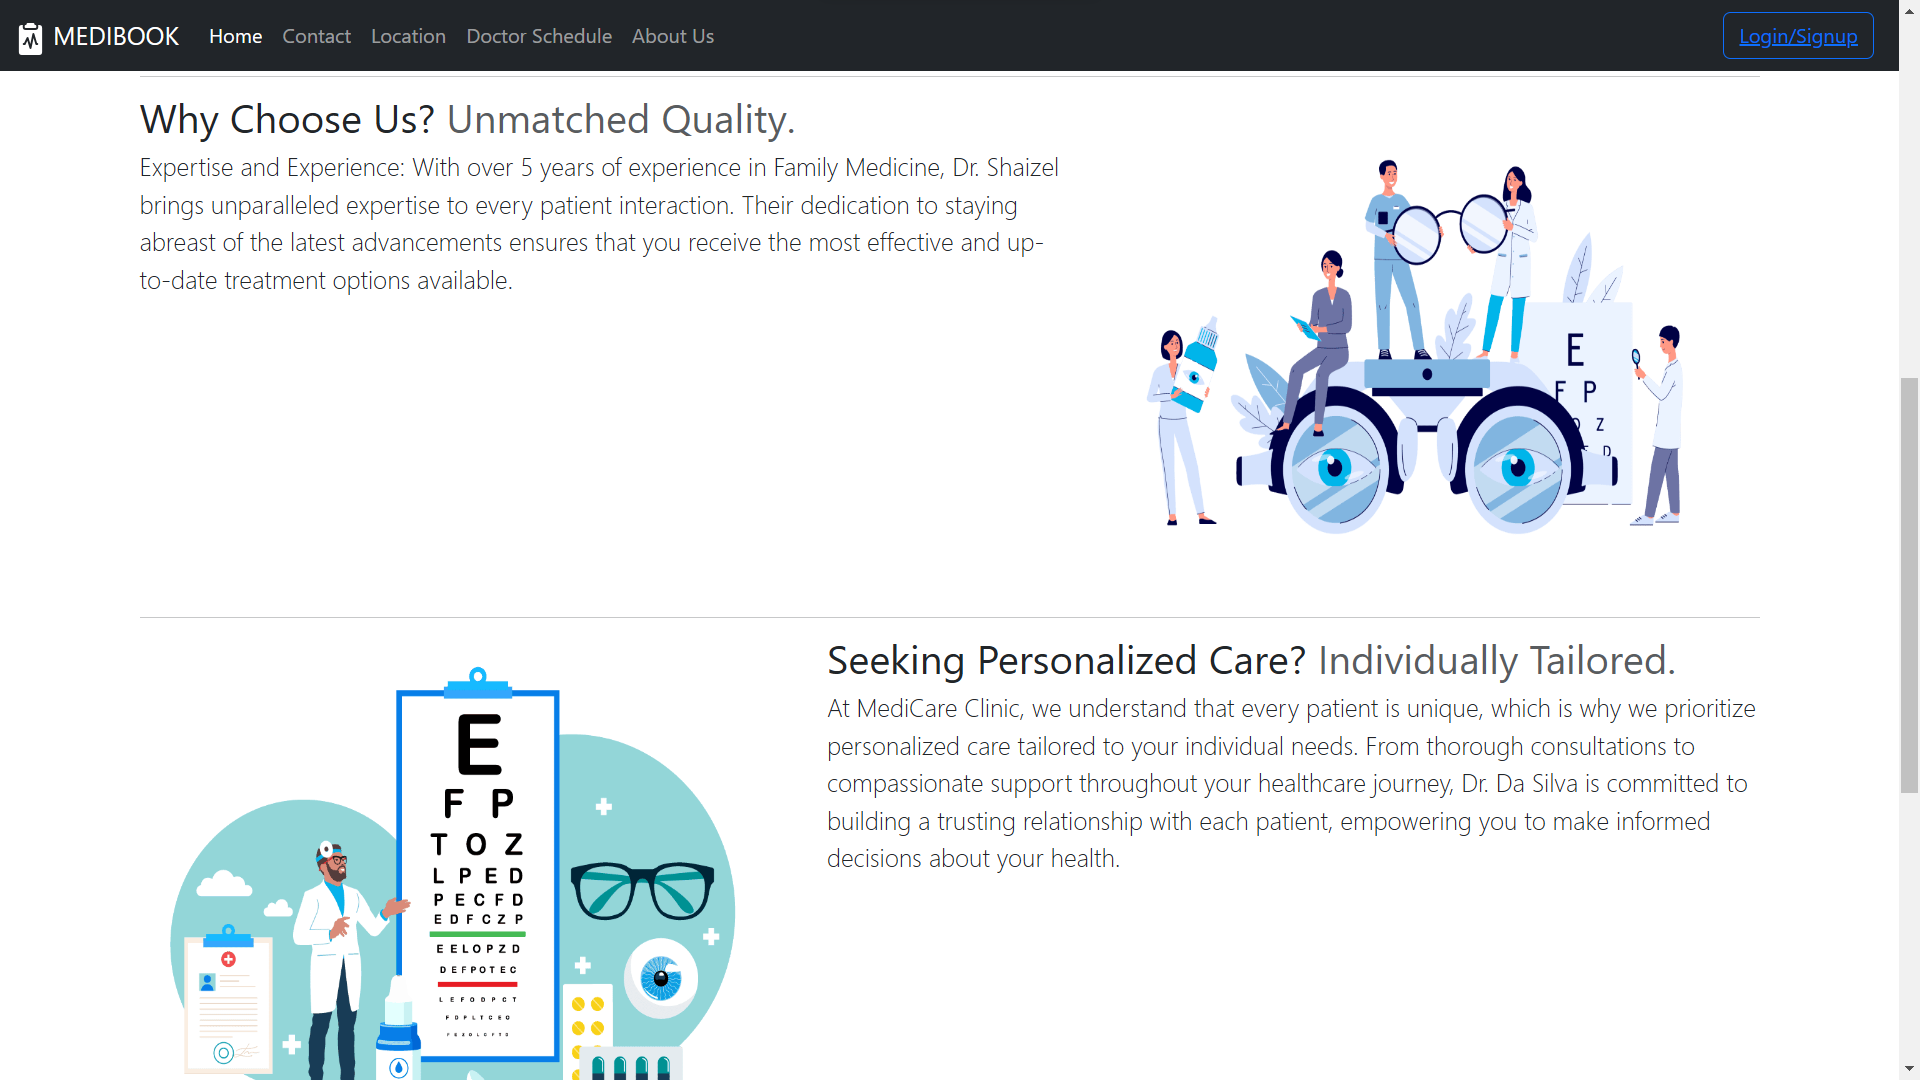 MEDIBOOK Home Contact Location Doctor Schedule About Us Login/Signup
Why Choose Us? Unmatched Quality.
Expertise and Experience: With over 5 years of experience in Family Medicine, Dr. Shaizel
brings unparalleled expertise to every patient interaction. Their dedication to staying
abreast of the latest advancements ensures that you receive the most effective and up-
to-date treatment options available.
E
F P
Z
D
Seeking Personalized Care? Individually Tailored.
At MediCare Clinic, we understand that every patient is unique, which is why we prioritize
personalized care tailored to your individual needs. From thorough consultations to
compassionate support throughout your healthcare journey, Dr. Da Silva is committed to
building a trusting relationship with each patient, empowering you to make informed
decisions about your health.
E
F P
T O Z
L P E D
P E C F D
E D F C Z P
E E L O P Z D
D E F P O T E C
L E F O D P C T
F D P L T C E O